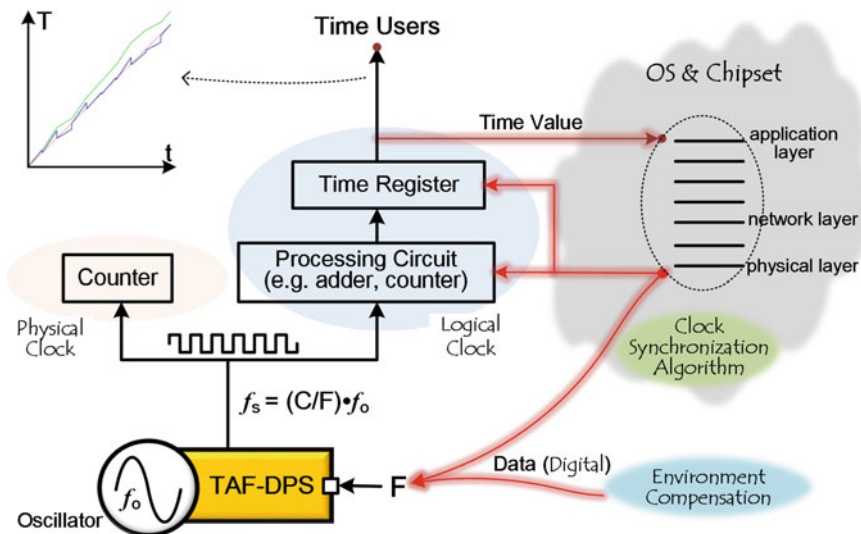 T
t
Time Users
OS & Chipset
Time Value
application
layer
Time Register
network layer
Processing Circuit
(e.g. adder, counter)
physical layer
Counter
Physical
Clock
Logical
Clock
Clock
Synchronization
Algorithm
fs = (C/F)•fo
Data (Digital)
Environment
Compensation
fo
TAF-DPS
F
Oscillator